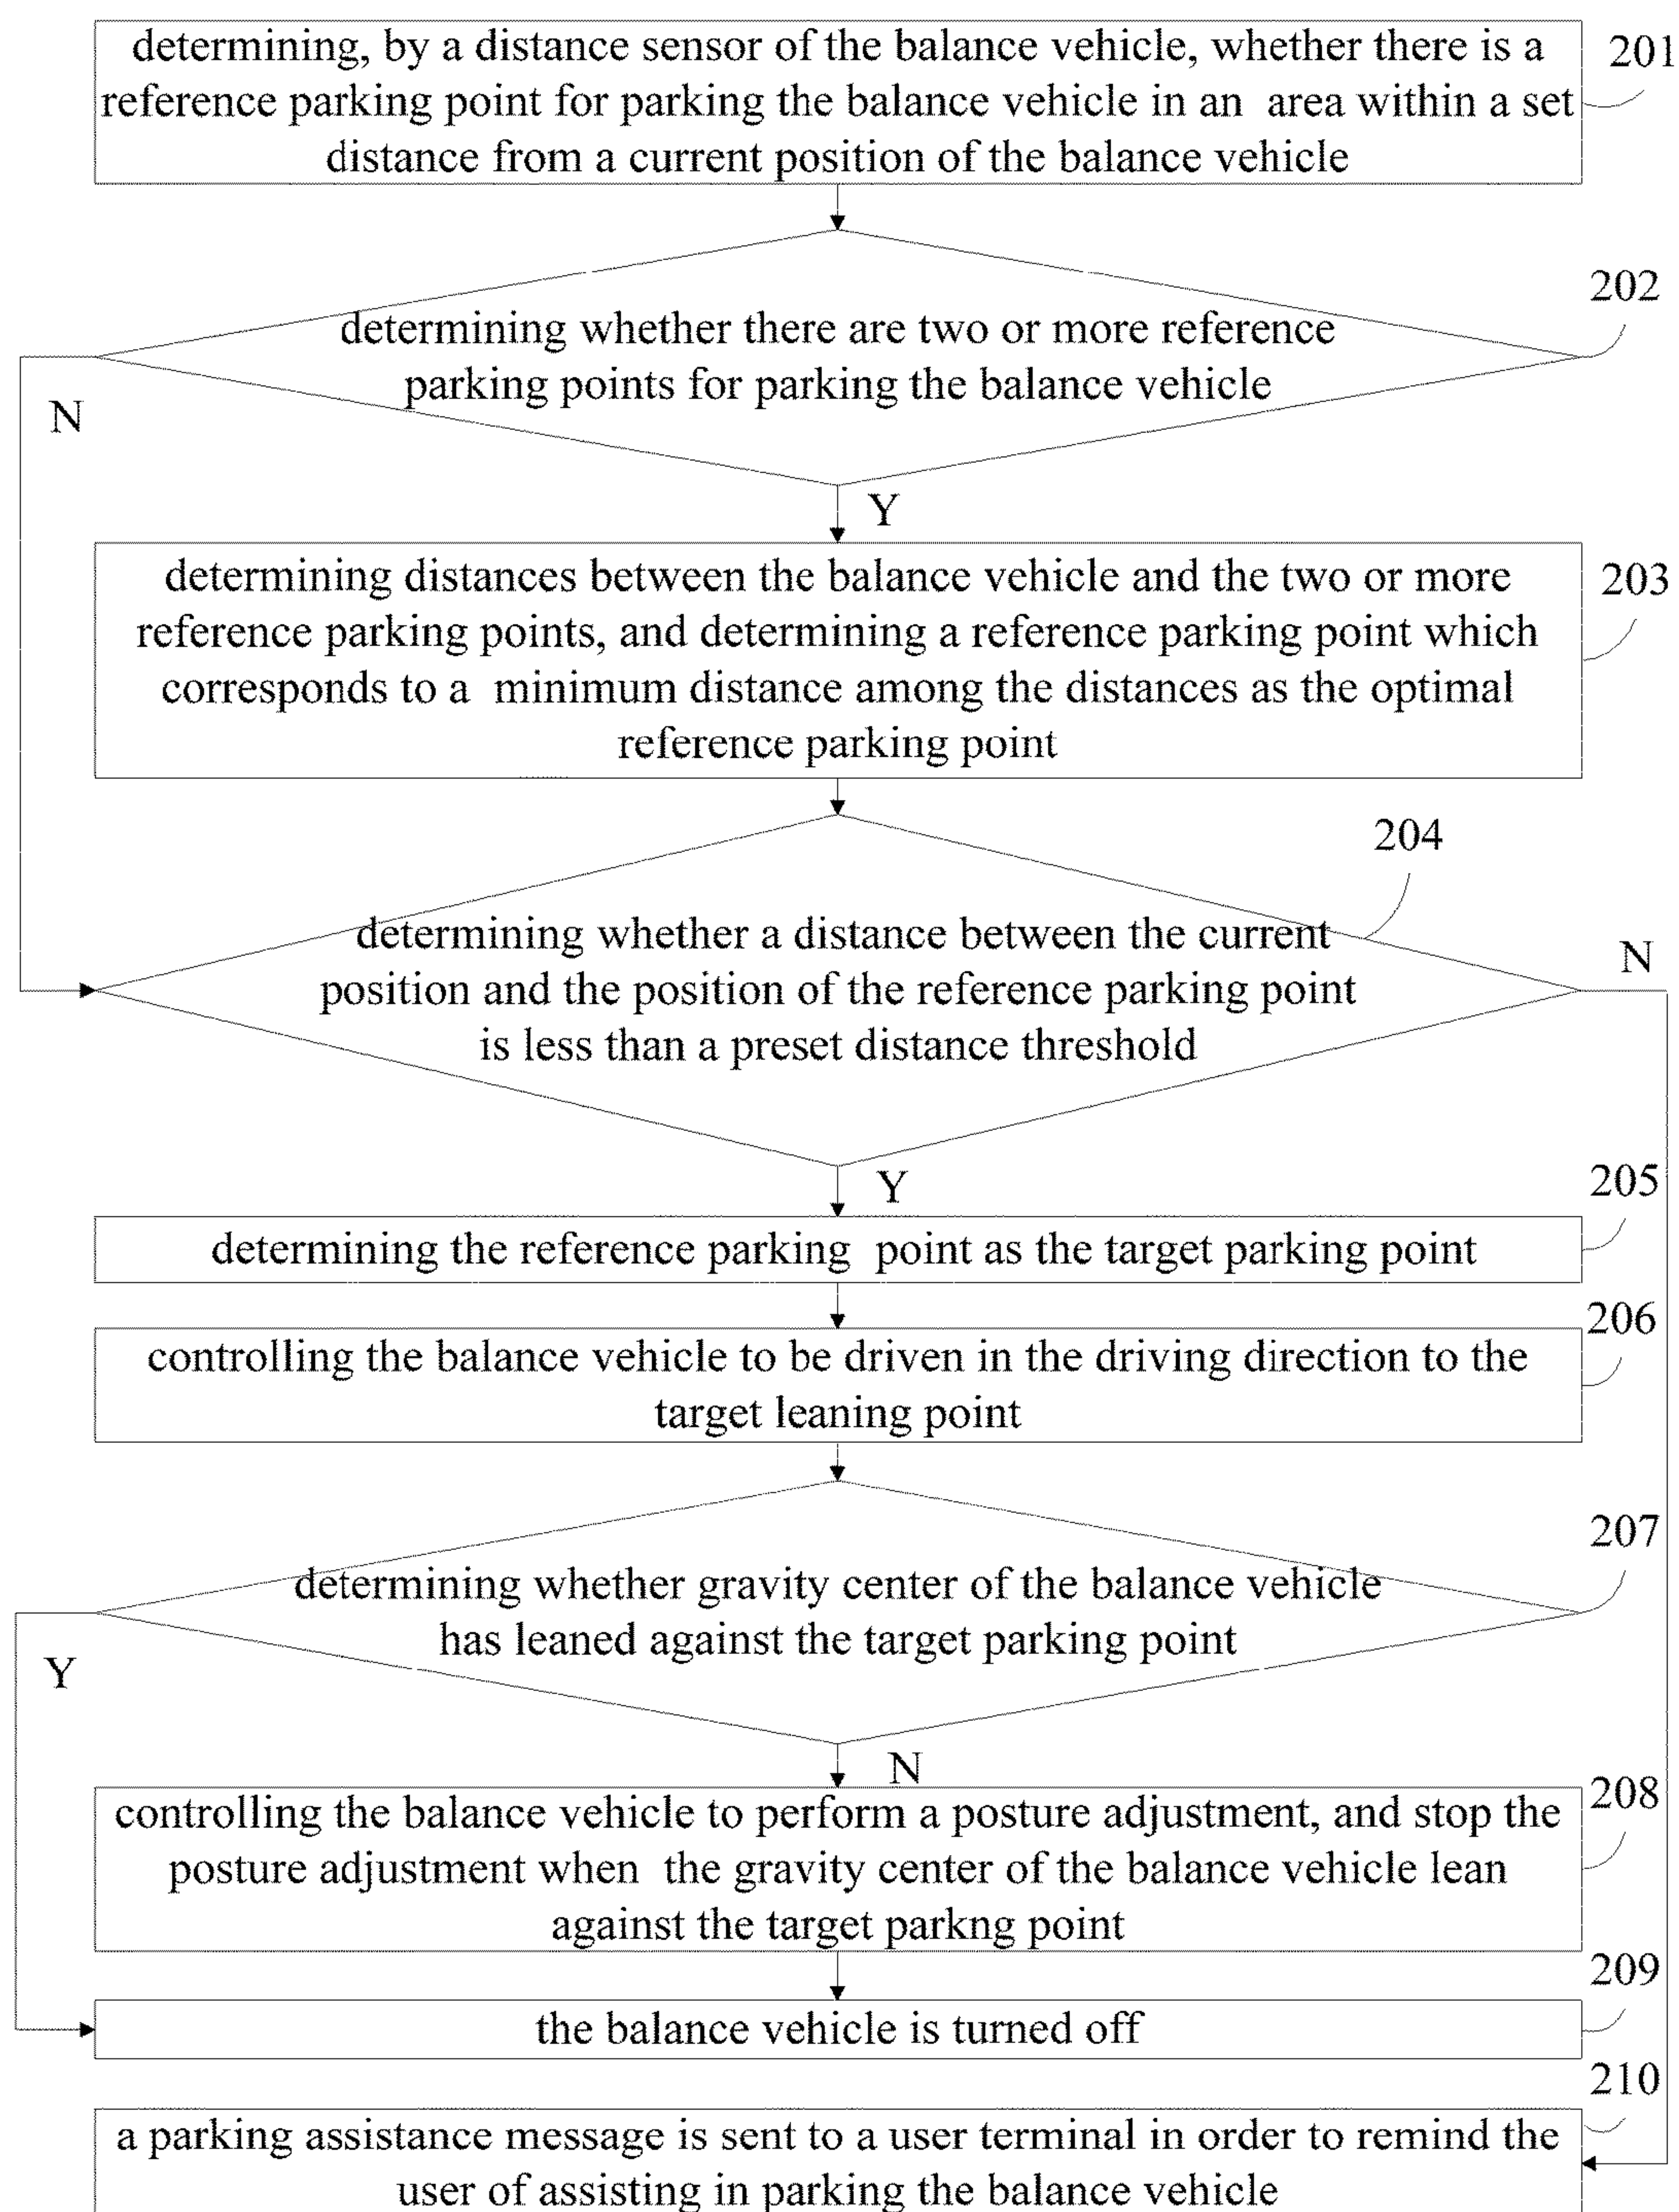 determining, by a distance sensor of the balance vehicle, whether there is a
reference parking point for parking the balance vehicle in an area within a set
distance from a current position of the balance vehicle
201
202
determining whether there are two or more reference
parking points for parking the balance vehicle
N
Y
determining distances between the balance vehicle and the two or more
reference parking points, and determining a reference parking point which
corresponds to a minimum distance among the distances as the optimal
reference parking point
203
204
determining whether a distance between the current
position and the position of the reference parking point
is less than a preset distance threshold
N
Y
205
determining the reference parking point as the target parking point
206
controlling the balance vehicle to be driven in the driving direction to the
target leaning point
207
determining whether gravity center of the balance vehicle
has leaned against the target parking point
Y
N
208
controlling the balance vehicle to perform a posture adjustment, and stop the
posture adjustment when the gravity center of the balance vehicle lean
against the target parkng point
209
the balance vehicle is turned off
210
a parking assistance message is sent to a user terminal in order to remind the
user of assisting in parking the balance vehicle